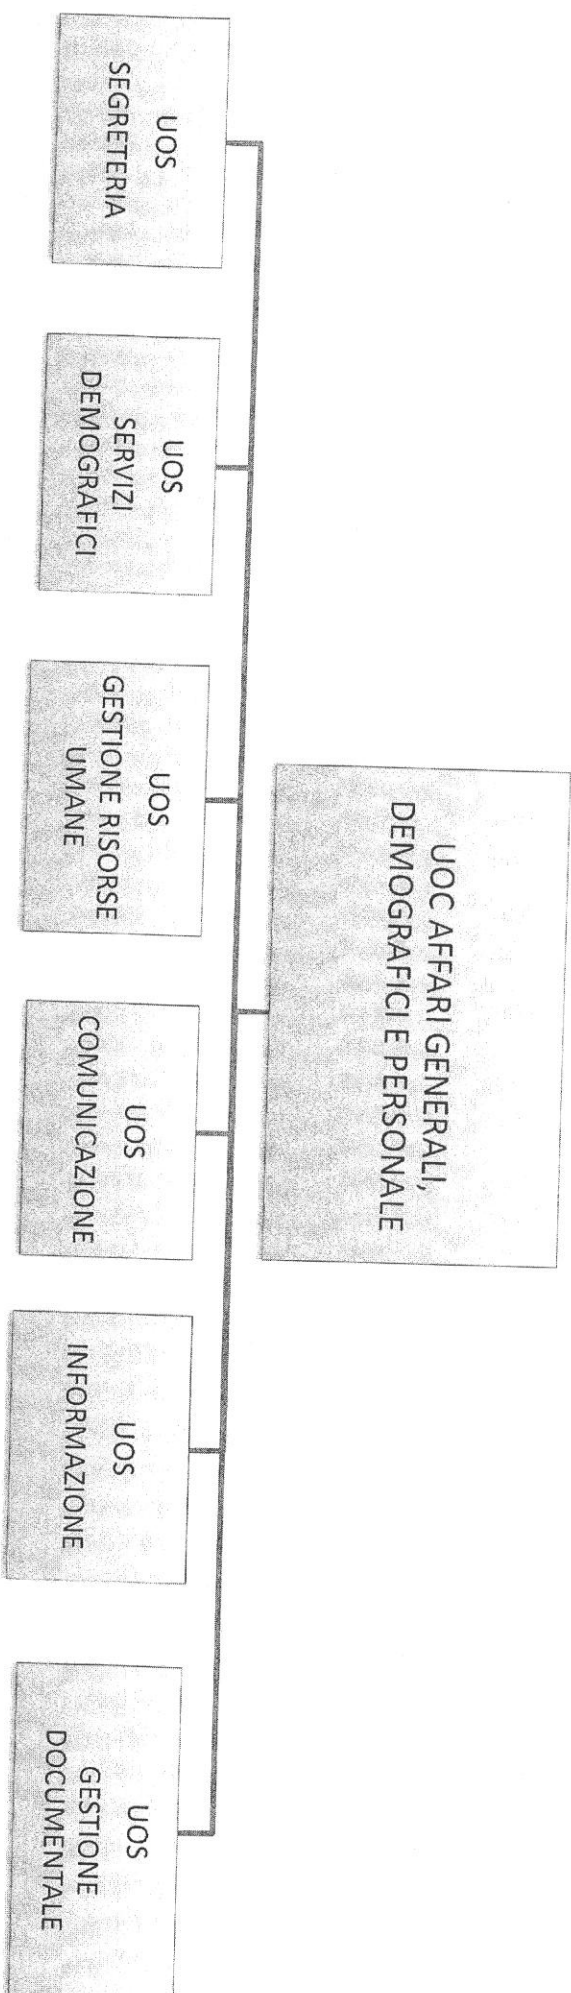 UOC AFFARI GENERALI,
DEMOGRAFICI E PERSONALE
UOS
SEGRETERIA
UOS
SERVIZI
DEMOGRAFICI
UOS
GESTIONE RISORSE
UMANE
UOS
COMUNICAZIONE
UOS
INFORMAZIONE
UOS
GESTIONE
DOCUMENTALE